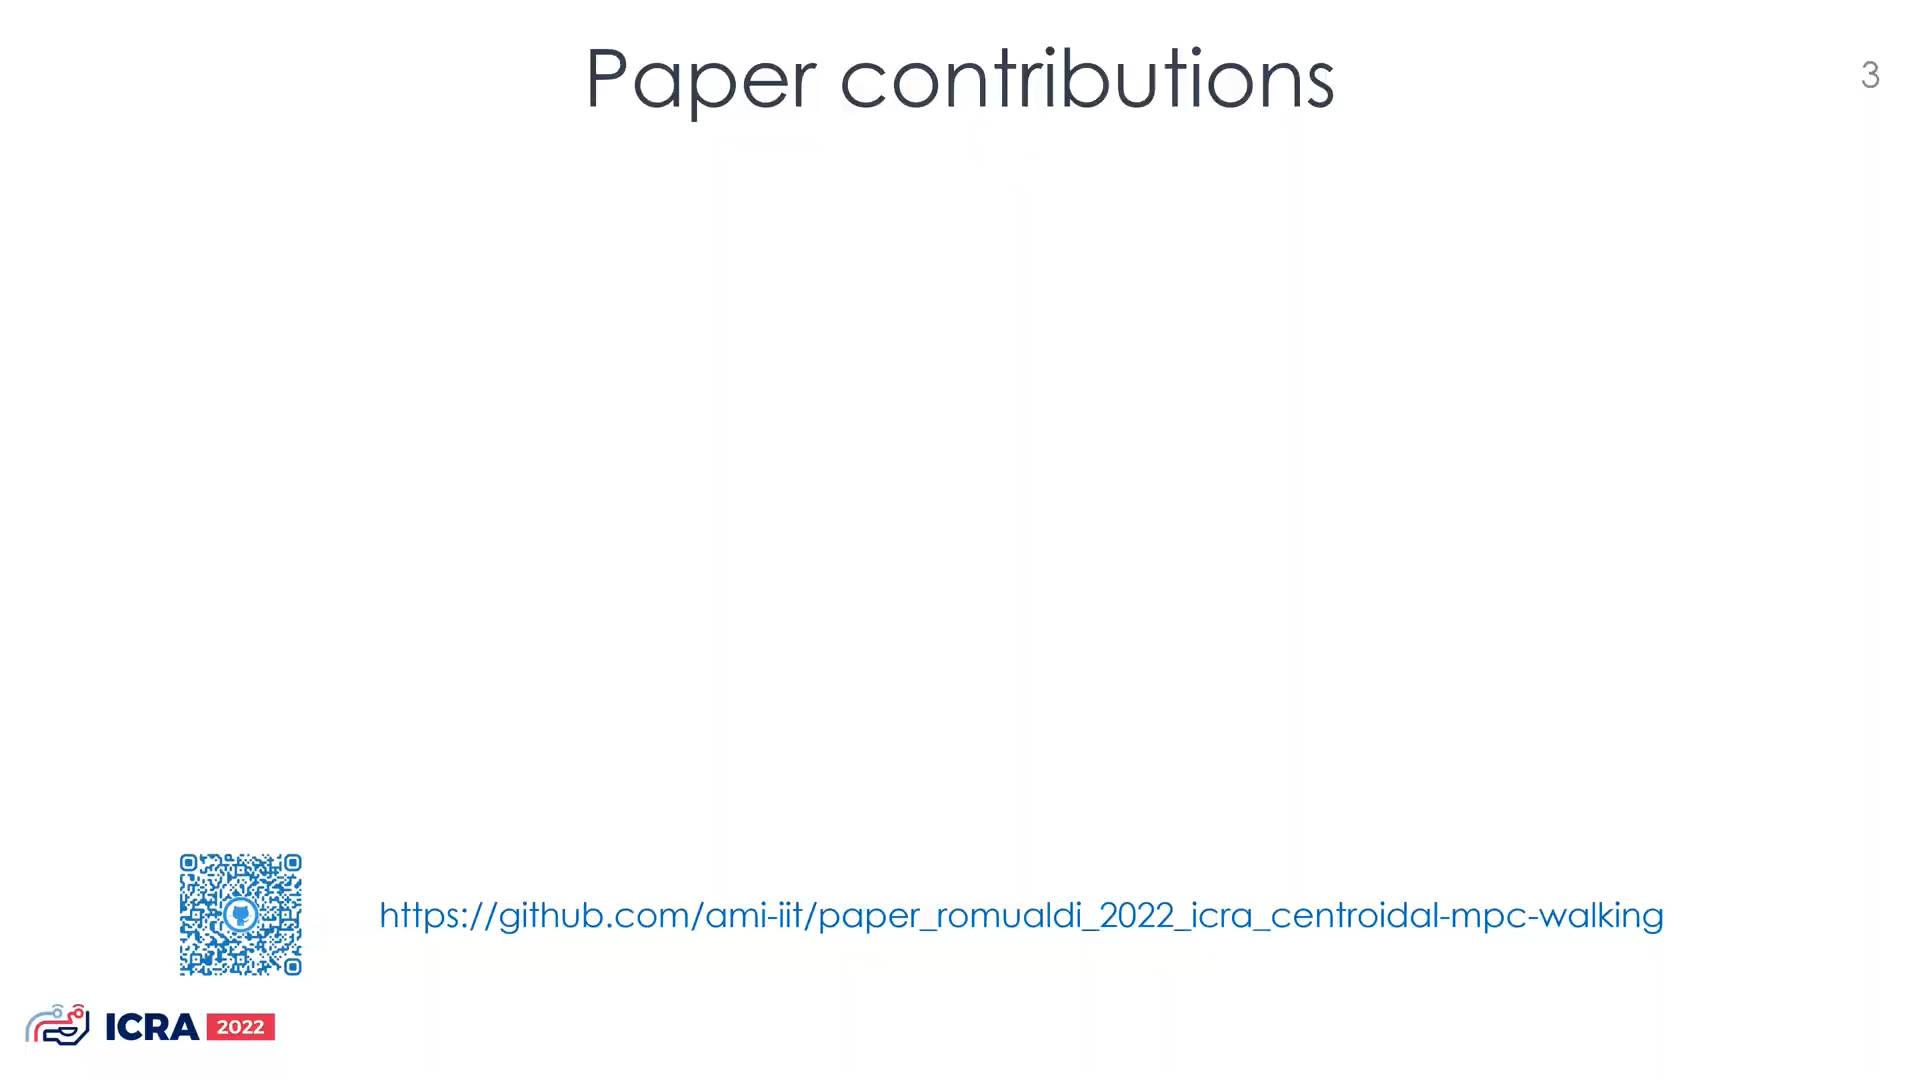 Paper contributions
3
https://github.com/ami-iit/paper_romualdi_2022_icra_centroidal-mpc-walking
ICRA 2022